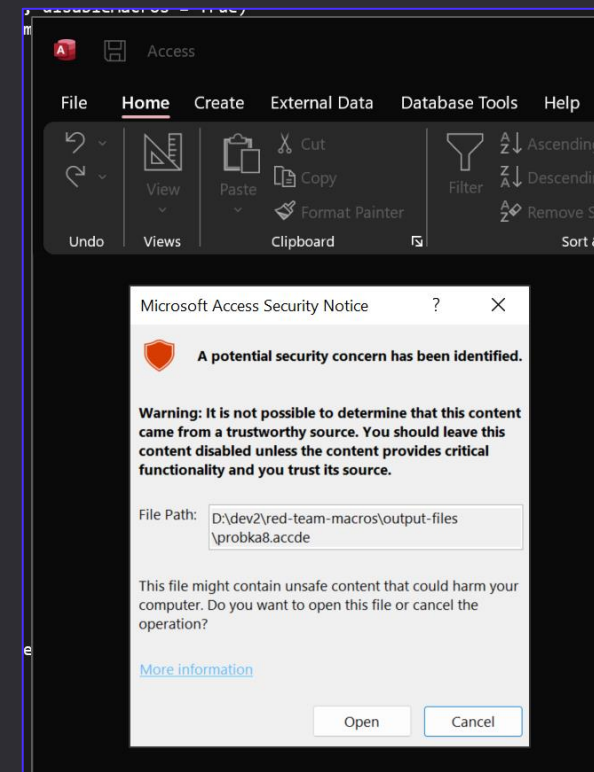 disableMacros = True)
m
A
Access
File Home Create External Data Database Tools Help
Cut
Copy
Format Painter
View
Paste
Filter
Ascending
Descendin
Remove S
Undo Views Clipboard Sort &
Microsoft Access Security Notice ? 
A potential security concern has been identified.
Warning: It is not possible to determine that this content
came from a trustworthy source. You should leave this
content disabled unless the content provides critical
functionality and you trust its source.
File Path: D:\dev2\red-team-macros\output-files
\probka8.accde
This file might contain unsafe content that could harm your
computer. Do you want to open this file or cancel the
operation?
e
More information
Open Cancel